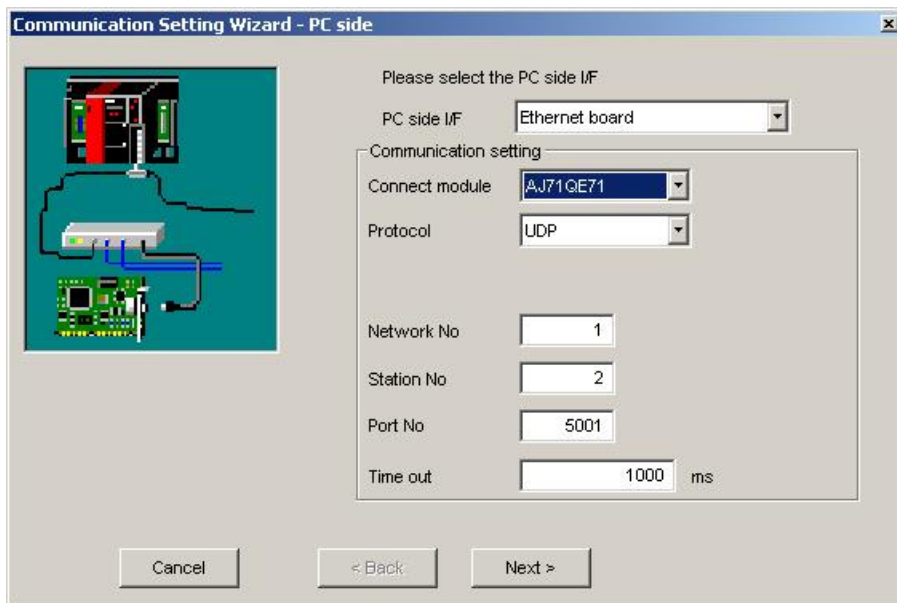 Communication Setting Wizard - PC side
Please select the PC side I/F
PC side I/F Ethernet board
Communication setting
Connect module AJ71QE71
Protocol UDP
Network No 1
Station No 2
Port No 5001
Time out 1000 ms
Cancel < Back Next >